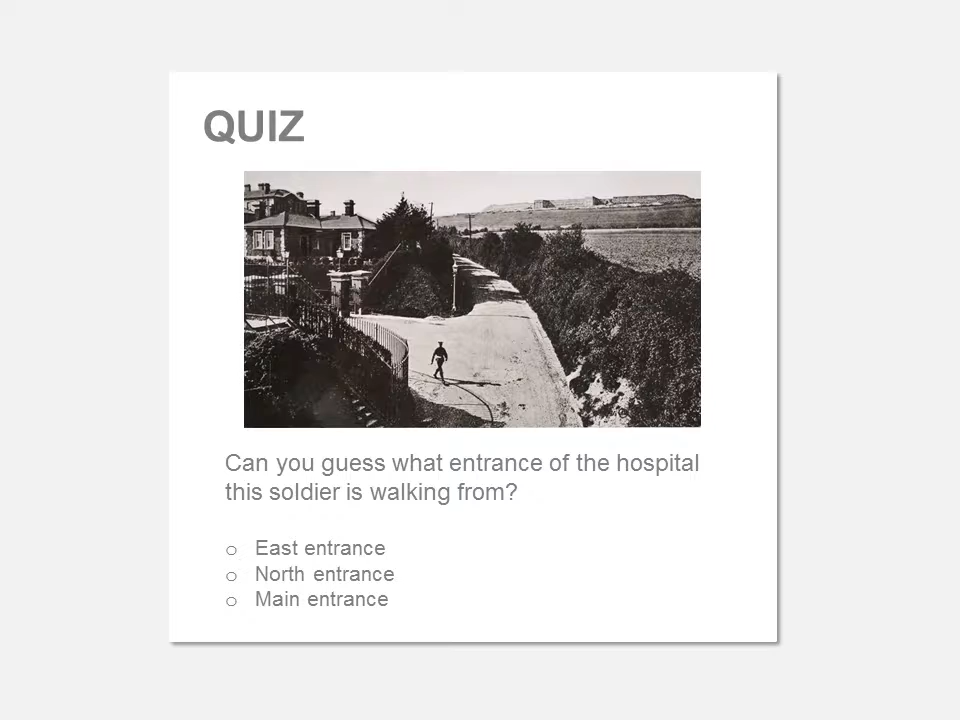 QUIZ
Can you guess what entrance of the hospital
this soldier is walking from?
o East entrance
o North entrance
o Main entrance